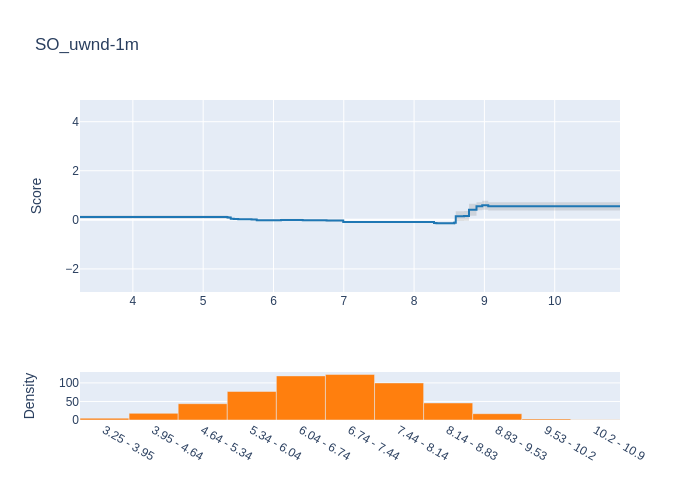 SO_uwnd-1m
Score
4
2
0
−2
4
5
6
7
8
9
10
Density
100
50
0
3.25 - 3.95
3.95 - 4.64
4.64 - 5.34
5.34 - 6.04
6.04 - 6.74
6.74 - 7.44
7.44 - 8.14
8.14 - 8.83
8.83 - 9.53
9.53 - 10.2
10.2 - 10.9